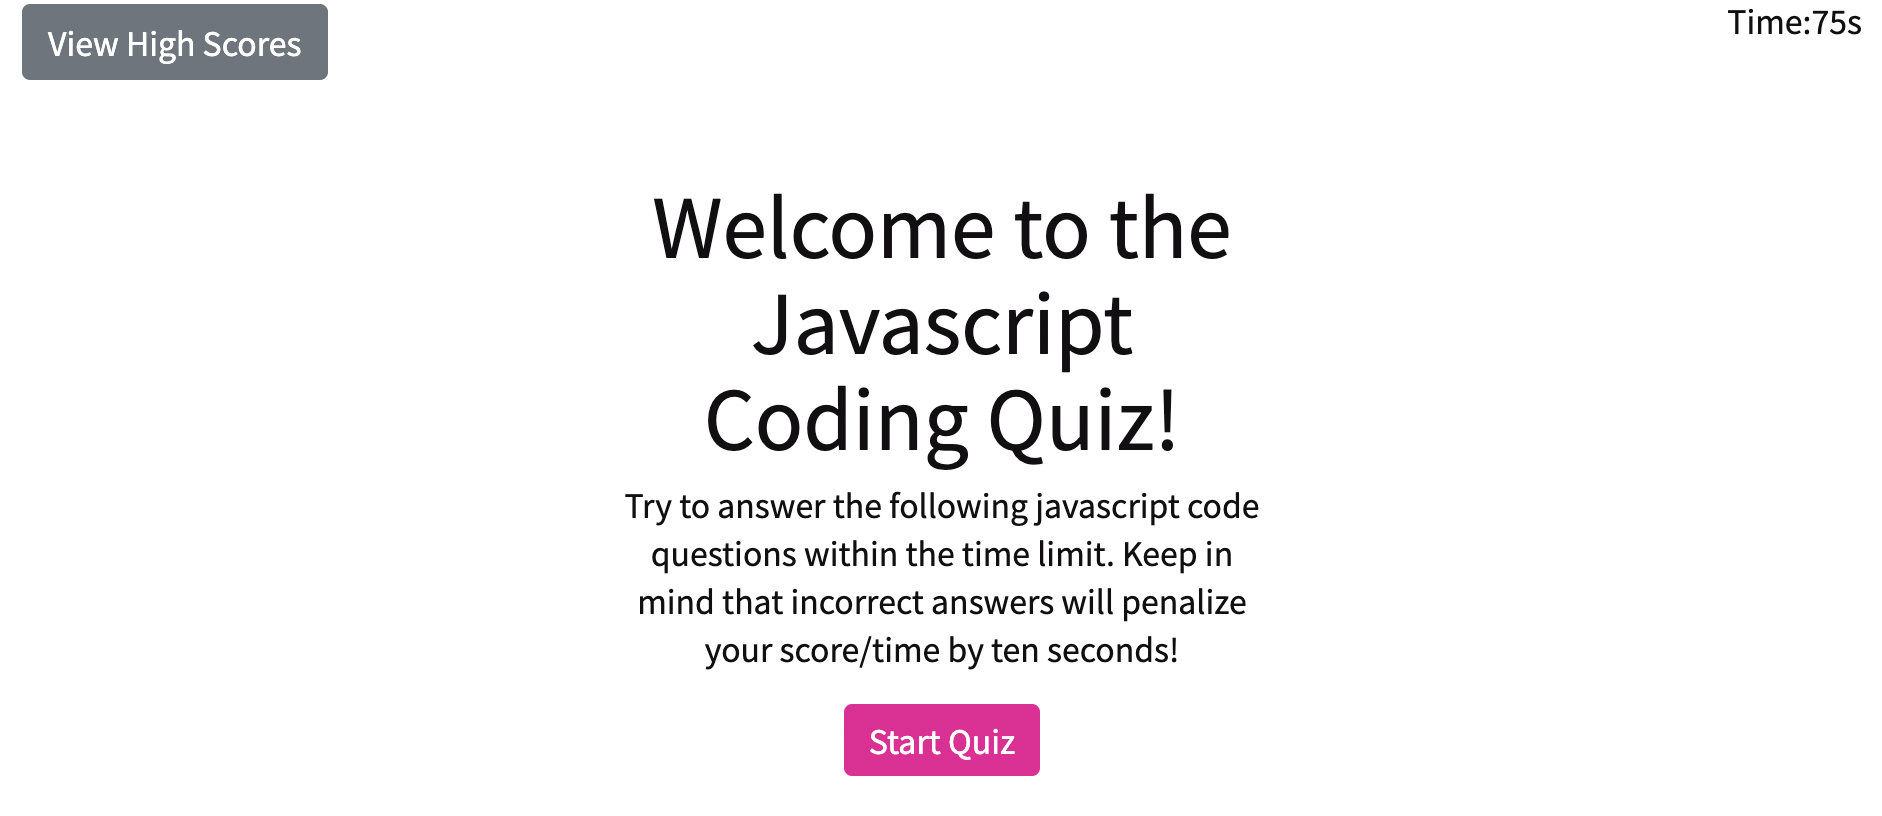 View High Scores
Time:75s
Welcome to the
Javascript
Coding Quiz!
Try to answer the following javascript code
questions within the time limit. Keep in
mind that incorrect answers will penalize
your score/time by ten seconds!
Start Quiz